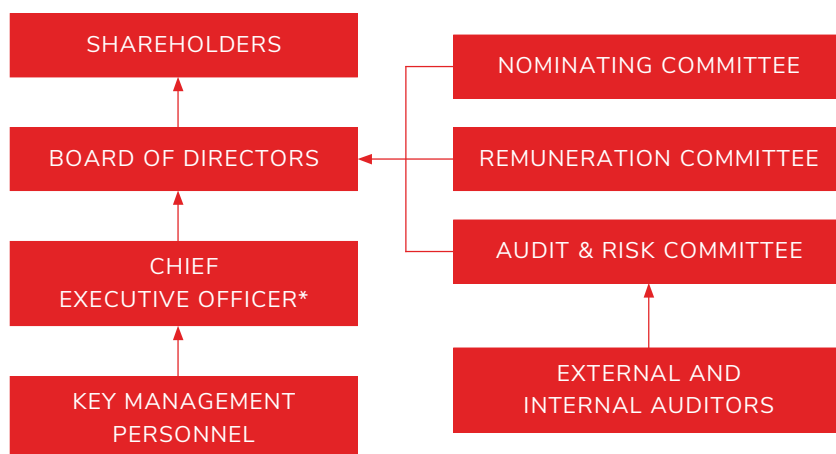 SHAREHOLDERS
BOARD OF DIRECTORS
CHIEF
EXECUTIVE OFFICER*
KEY MANAGEMENT
PERSONNEL
NOMINATING COMMITTEE
REMUNERATION COMMITTEE
AUDIT & RISK COMMITTEE
EXTERNAL AND
INTERNAL AUDITORS